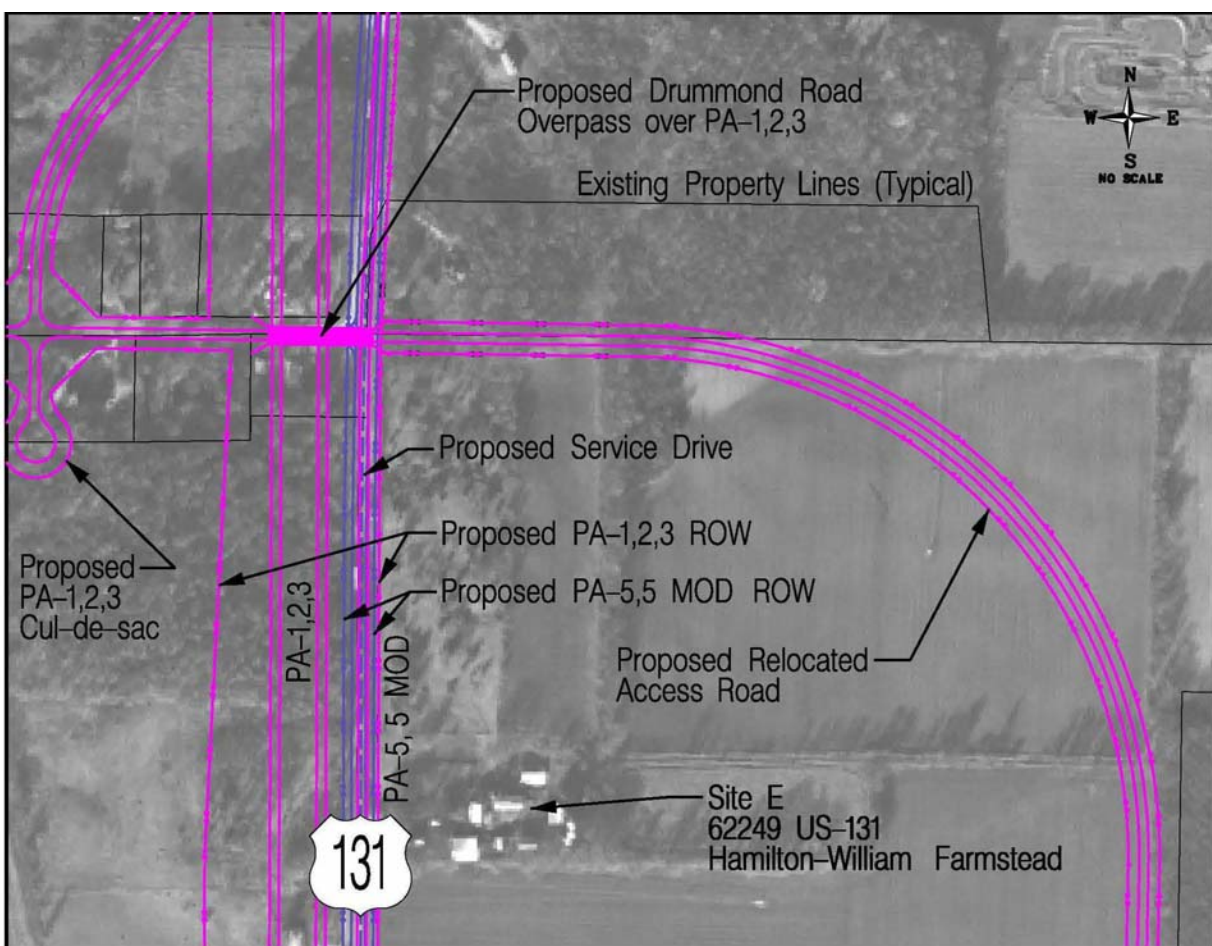 Proposed Drummond Road
Overpass over PA-1,2,3
N
W
E
S
NO SCALE
Existing Property Lines (Typical)
Proposed Service Drive
Proposed PA-1,2,3 ROW
Proposed PA-5,5 MOD ROW
Proposed
PA-1,2,3
Cul-de-sac
PA-1,2,3
PA-5,5 MOD
Proposed Relocated
Access Road
Site E
62249 US-131
Hamilton-William Farmstead
131